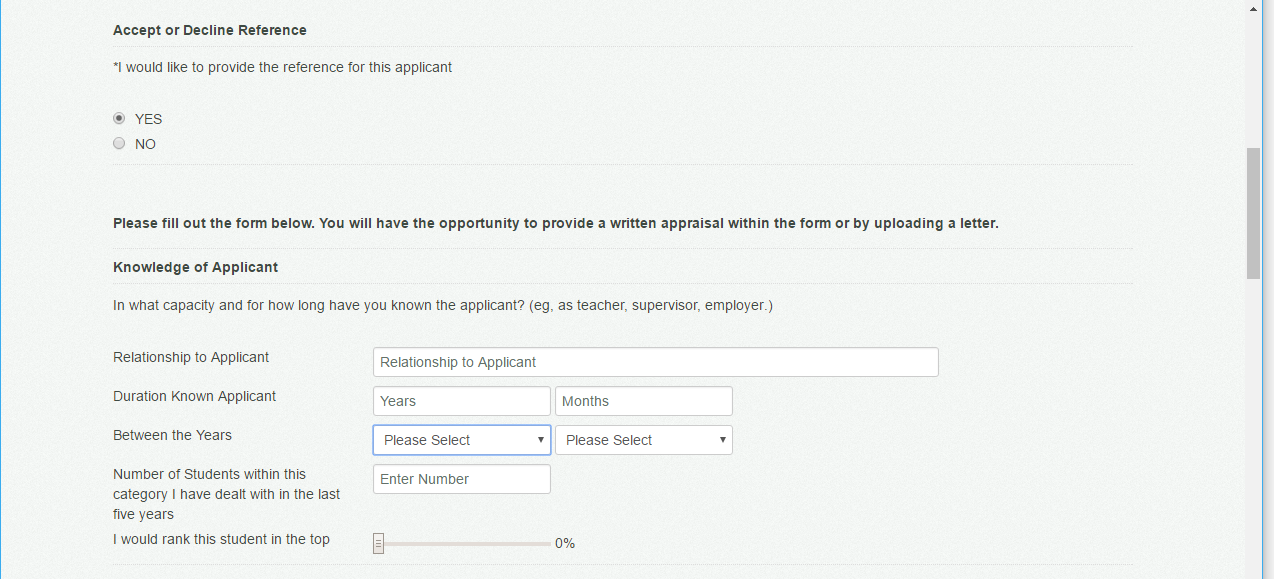 Accept or Decline Reference
*I would like to provide the reference for this applicant
YES
NO
Please fill out the form below. You will have the opportunity to provide a written appraisal within the form or by uploading a letter.
Knowledge of Applicant
In what capacity and for how long have you known the applicant? (eg, as teacher, supervisor, employer.)
Relationship to Applicant Relationship to Applicant
Duration Known Applicant Years Months
Between the Years Please Select Please Select
Number of Students within this Enter Number
category I have dealt with in the last
five years
I would rank this student in the top 0%